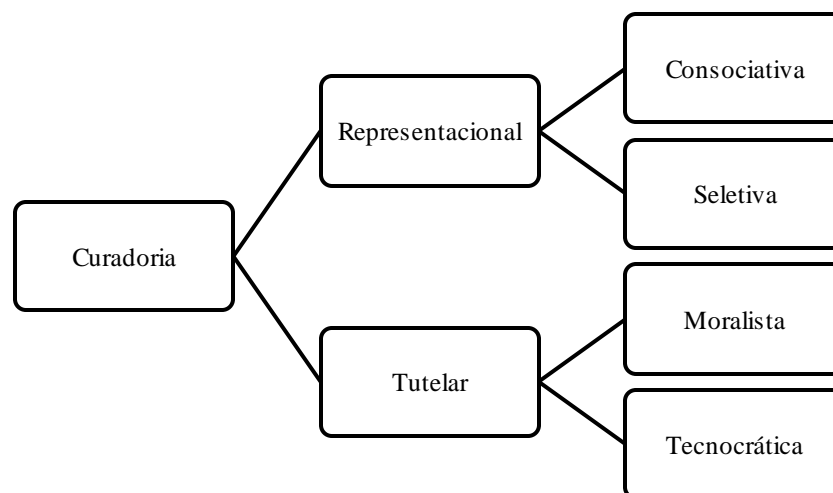 Consociativa
Representacional
Seletiva
Curadoria
Moralista
Tutelar
Tecnocrática